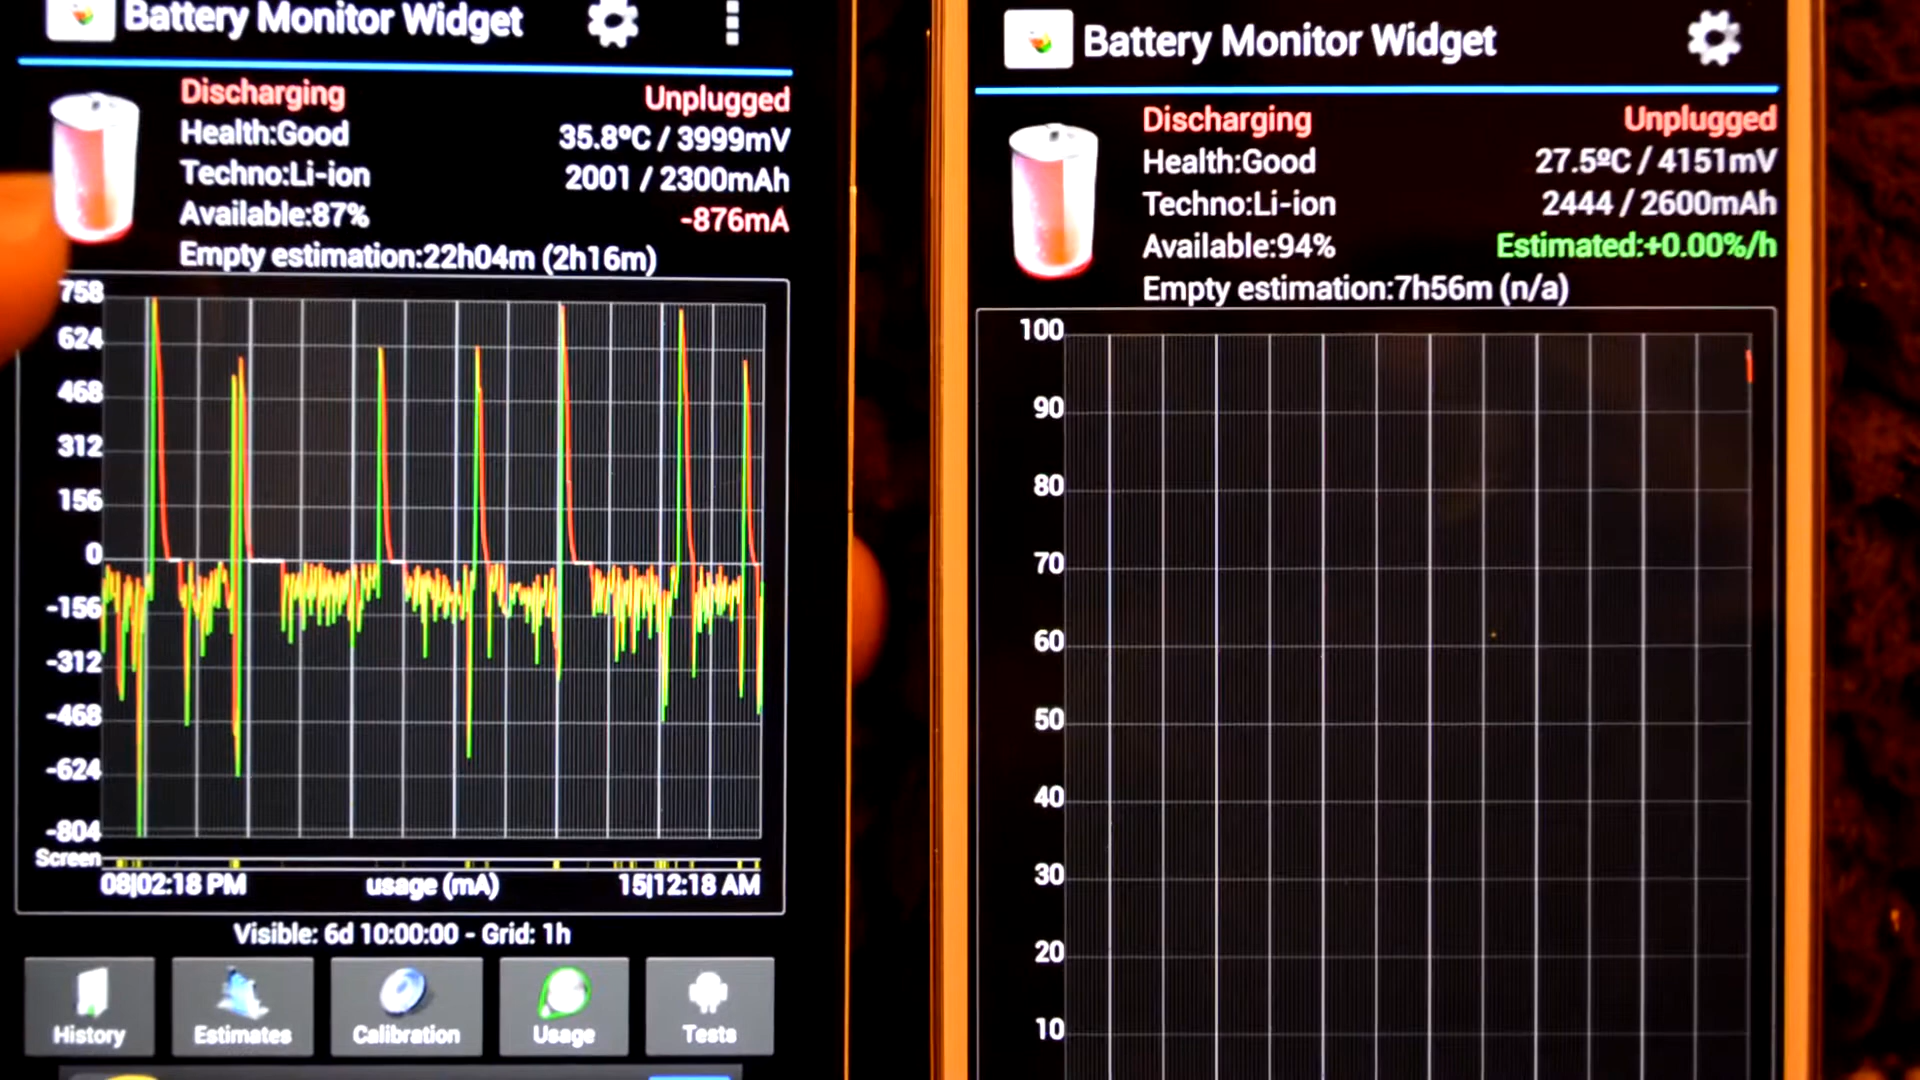 Battery Monitor Widget
Discharging Unplugged
Health:Good 35.8ºC / 3999mV
Techno:Li-ion 2001 / 2300mAh
Available:87% -876mA
Empty estimation:22h04m (2h16m)
758
624
468
312
156
0
-156
-312
-468
-624
-804
Screen
08|02:18 PM usage (mA) 15|12:18 AM
Visible: 6d 10:00:00 - Grid: 1h
History Estimates Calibration Usage Tests
Battery Monitor Widget
Discharging Unplugged
Health:Good 27.5ºC / 4151mV
Techno:Li-ion 2444 / 2600mAh
Available:94% Estimated:+0.00%/h
Empty estimation:7h56m (n/a)
100
90
80
70
60
50
40
30
20
10